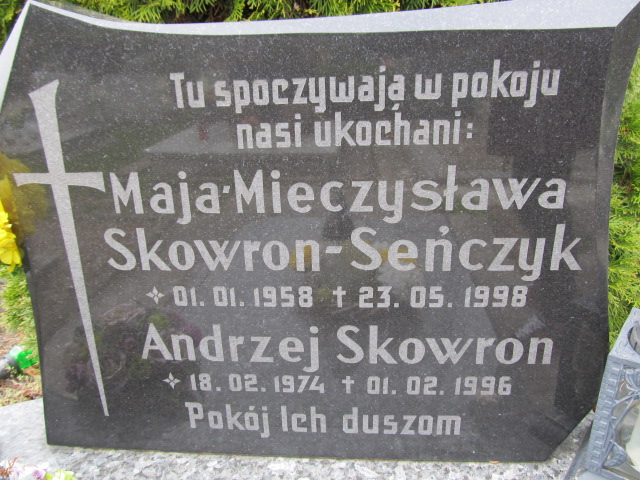 Tu spoczywają w pokoju
nasi ukochani:
Maja-Mieczysława
Skowron-Seńczyk
✧ 01. 01. 1958 ✝ 23. 05. 1998
Andrzej Skowron
✧ 18. 02. 1974 ✝ 01. 02. 1996
Pokój Ich duszom